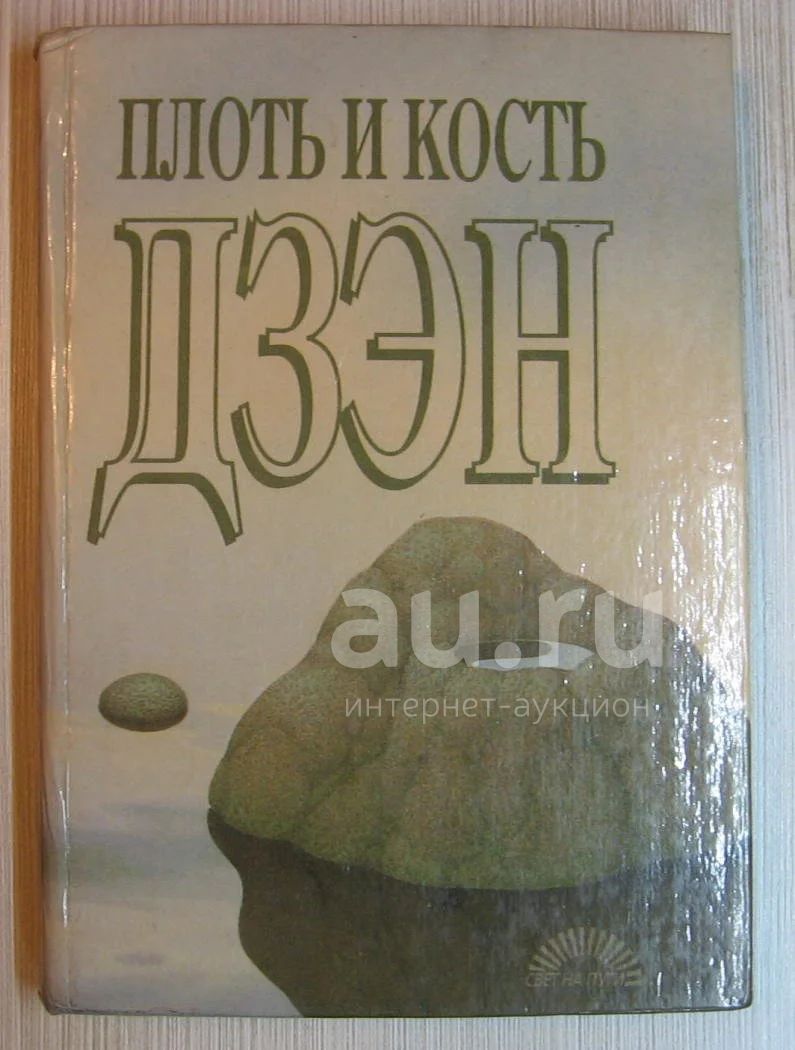 ПЛОТЬ И КОСТЬ
ДЗЭН
au.ru
интернет-аукцион
СВЕТ НА ПУТИ